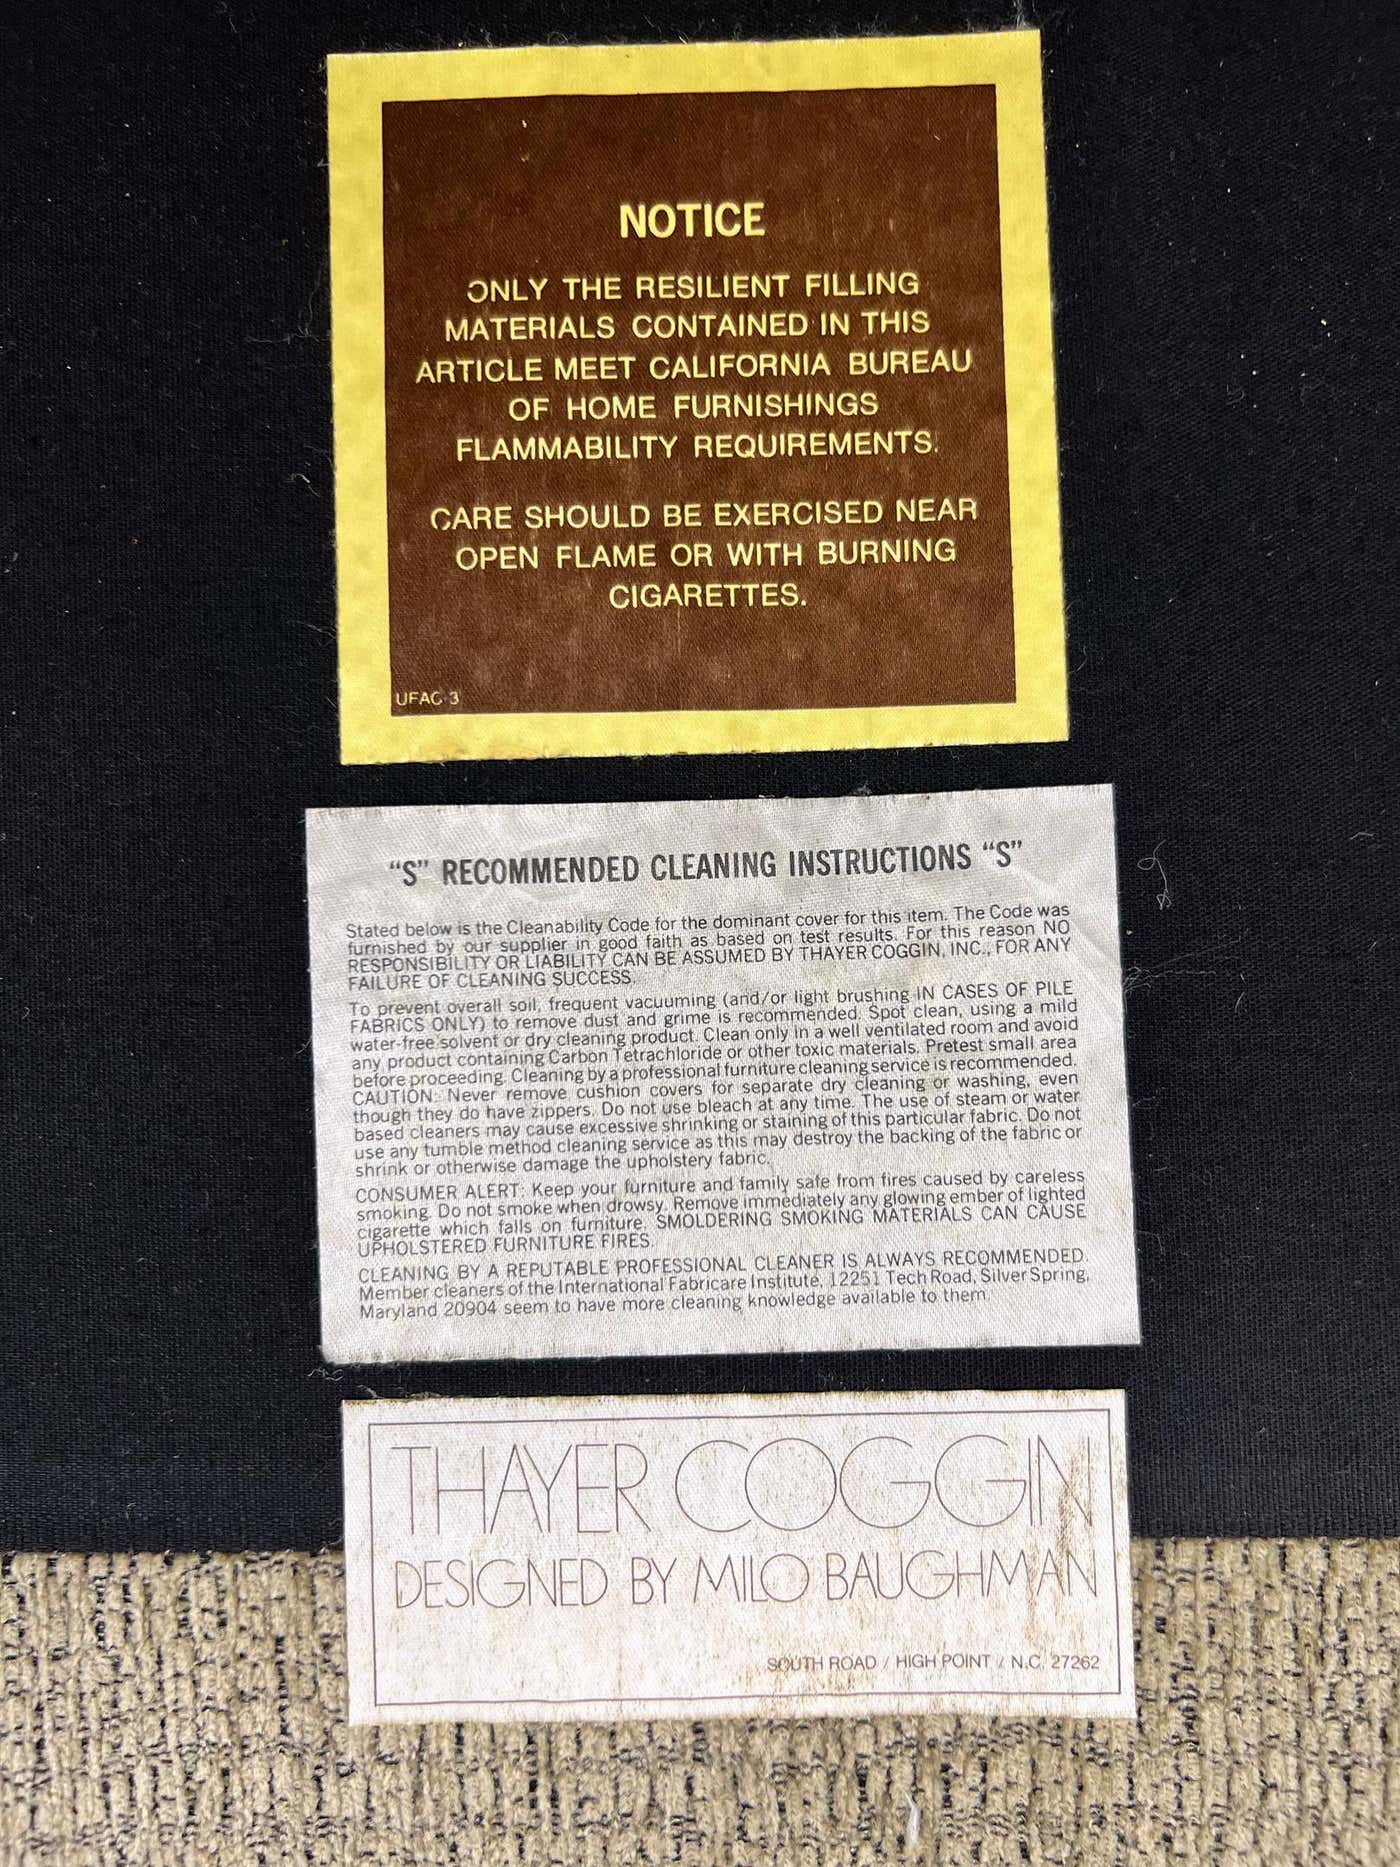 NOTICE
ONLY THE RESILIENT FILLING
MATERIALS CONTAINED IN THIS
ARTICLE MEET CALIFORNIA BUREAU
OF HOME FURNISHINGS
FLAMMABILITY REQUIREMENTS.
CARE SHOULD BE EXERCISED NEAR
OPEN FLAME OR WITH BURNING
CIGARETTES.
UFAC-3
"S" RECOMMENDED CLEANING INSTRUCTIONS "S"
Stated below is the Cleanability Code for the dominant cover for this item. The Code was
furnished by our supplier in good faith as based on test results. For this reason NO
RESPONSIBILITY OR LIABILITY CAN BE ASSUMED BY THAYER COGGIN, INC., FOR ANY
FAILURE OF CLEANING SUCCESS.
To prevent overall soil, frequent vacuuming (and/or light brushing IN CASES OF PILE
FABRICS ONLY) to remove dust and grime is recommended. Spot clean, using a mild
water-free solvent or dry cleaning product. Clean only in a well ventilated room and avoid
any product containing Carbon Tetrachloride or other toxic materials. Pretest small area
before proceeding. Cleaning by a professional furniture cleaning service is recommended.
CAUTION: Never remove cushion covers for separate dry cleaning or washing, even
though they do have zippers. Do not use bleach at any time. The use of steam or water
based cleaners may cause excessive shrinking or staining of this particular fabric. Do not
use any tumble method cleaning service as this may destroy the backing of the fabric or
shrink or otherwise damage the upholstery fabric.
CONSUMER ALERT: Keep your furniture and family safe from fires caused by careless
smoking. Do not smoke when drowsy. Remove immediately any glowing ember of lighted
cigarette which falls on furniture. SMOLDERING SMOKING MATERIALS CAN CAUSE
UPHOLSTERED FURNITURE FIRES.
CLEANING BY A REPUTABLE PROFESSIONAL CLEANER IS ALWAYS RECOMMENDED.
Member cleaners of the International Fabricare Institute, 12251 Tech Road, Silver Spring,
Maryland 20904 seem to have more cleaning knowledge available to them.
THAYER COGGIN
DESIGNED BY MILO BAUGHMAN
SOUTH ROAD / HIGH POINT / N.C. 27262